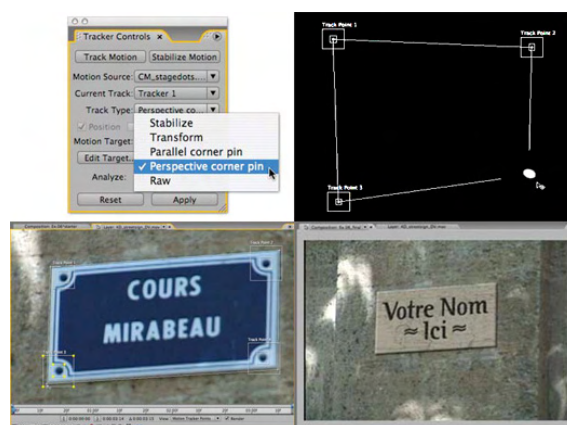 Tracker Controls ×
Track Motion Stabilize Motion
Motion Source: CM_stagedots....
Current Track: Tracker 1
Track Type: Perspective co...
Stabilize
Transform
Parallel corner pin
✓ Perspective corner pin
Raw
Position
Motion Target:
Edit Target...
Analyze:
Reset Apply
Track Point 1
Track Point 2
Track Point 3
COURS
MIRABEAU
Votre Nom
≈ Ici ≈